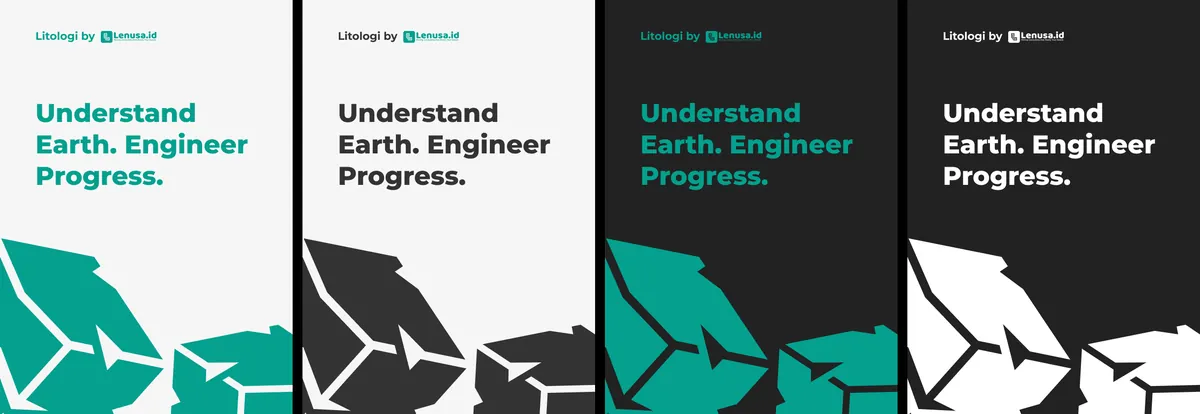 Litologi by Lenusa.id
Understand
Earth. Engineer
Progress.
Litologi by Lenusa.id
Understand
Earth. Engineer
Progress.
Litologi by Lenusa.id
Understand
Earth. Engineer
Progress.
Litologi by Lenusa.id
Understand
Earth. Engineer
Progress.